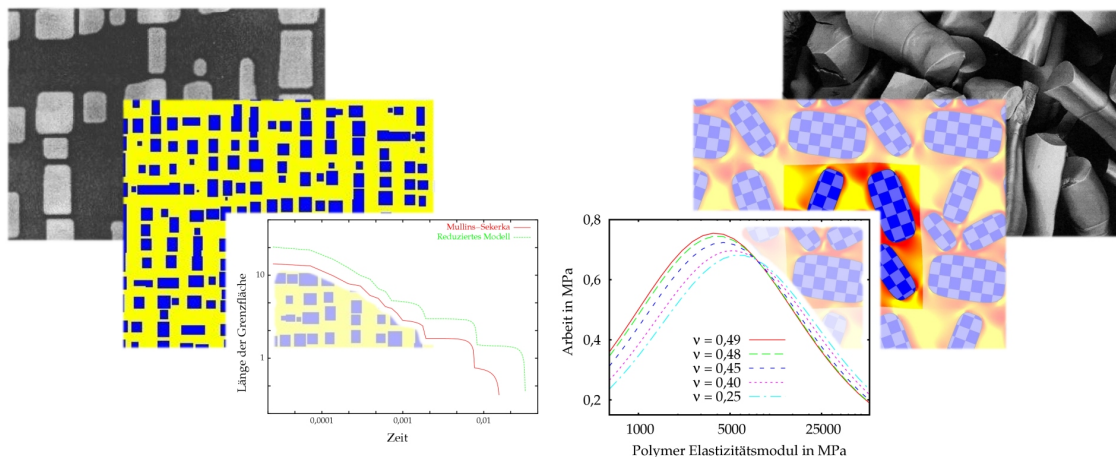 Mullins–Sekerka
Reduziertes Modell
10
1
Länge der Grenzfläche
0,0001
0,001
0,01
Zeit
0,8
0,6
0,4
0,2
Arbeit in MPa
ν = 0,49
ν = 0,48
ν = 0,45
ν = 0,40
ν = 0,25
1000
5000
25000
Polymer Elastizitätsmodul in MPa